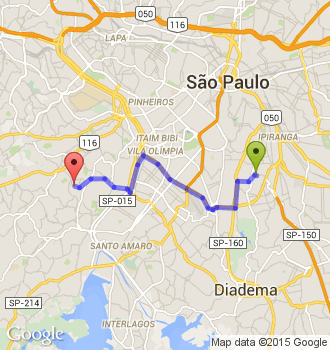 050
116
LAPA
050
PINHEIROS
São Paulo
116
ITAIM BIBI
VILA OLÍMPIA
IPIRANGA
050
SP-015
SP-160
SP-150
SANTO AMARO
SP-214
Diadema
INTERLAGOS
Google
Map data ©2015 Google